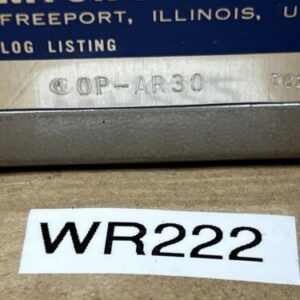 FREEPORT, ILLINOIS, U
LOG LISTING
OP-AR30
WR222